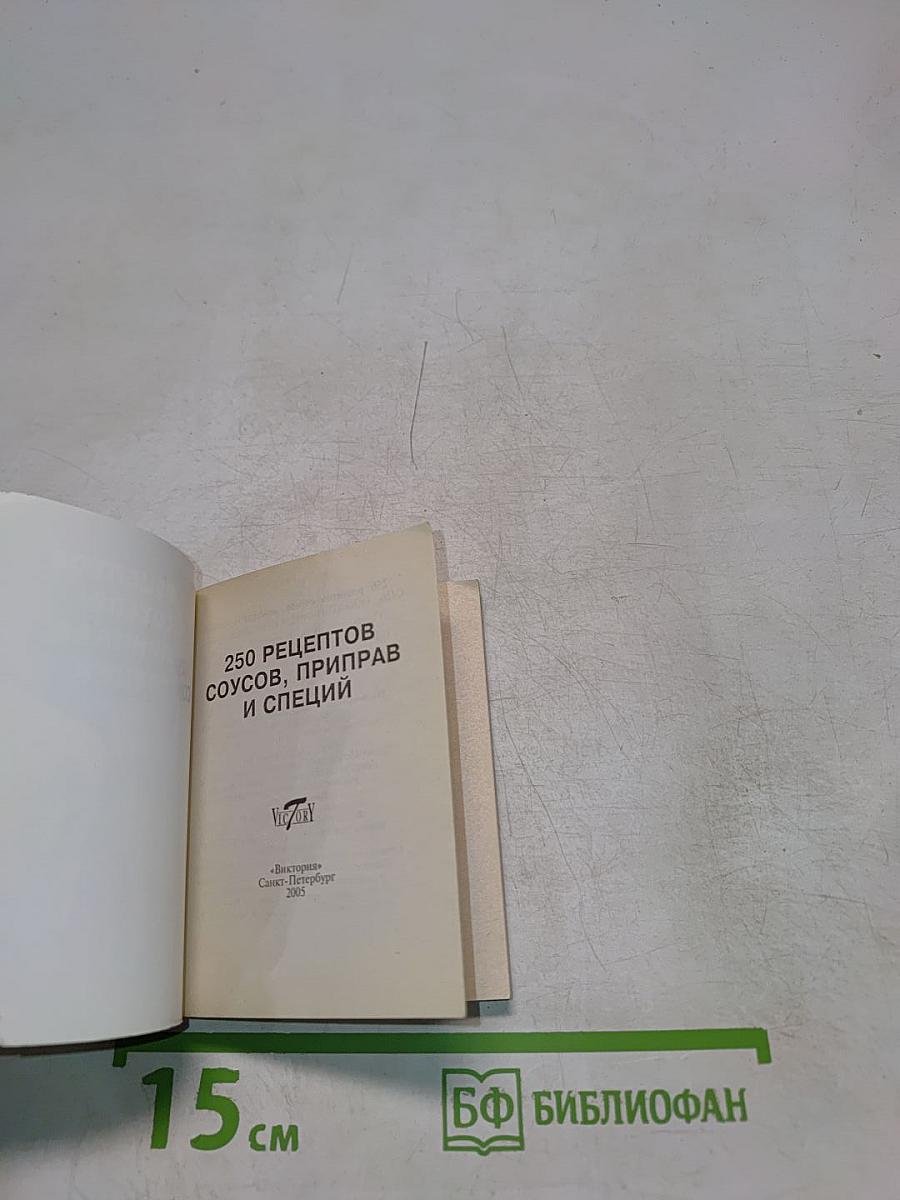 250 РЕЦЕПТОВ
СОУСОВ, ПРИПРАВ
И СПЕЦИЙ
VICTORY
«Виктория»
Санкт-Петербург
2005
15 см
БФ БИБЛИОФАН